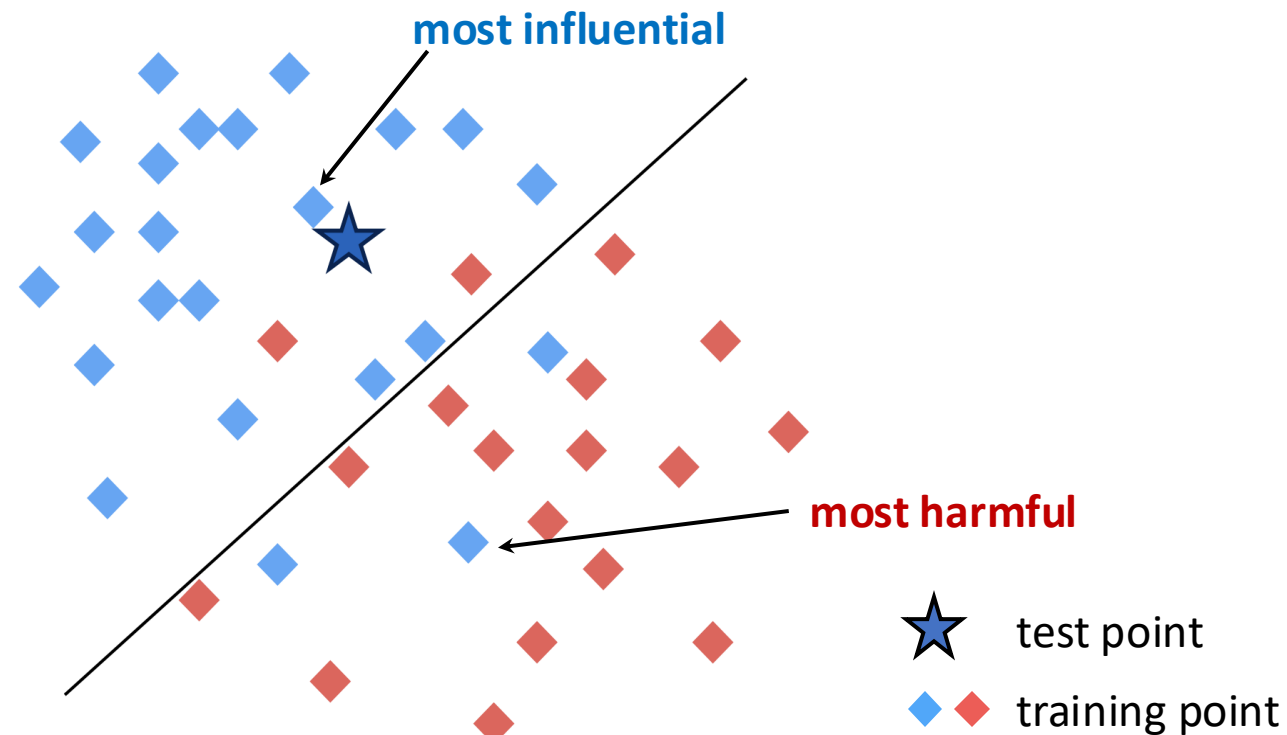 most influential
most harmful
test point
training point